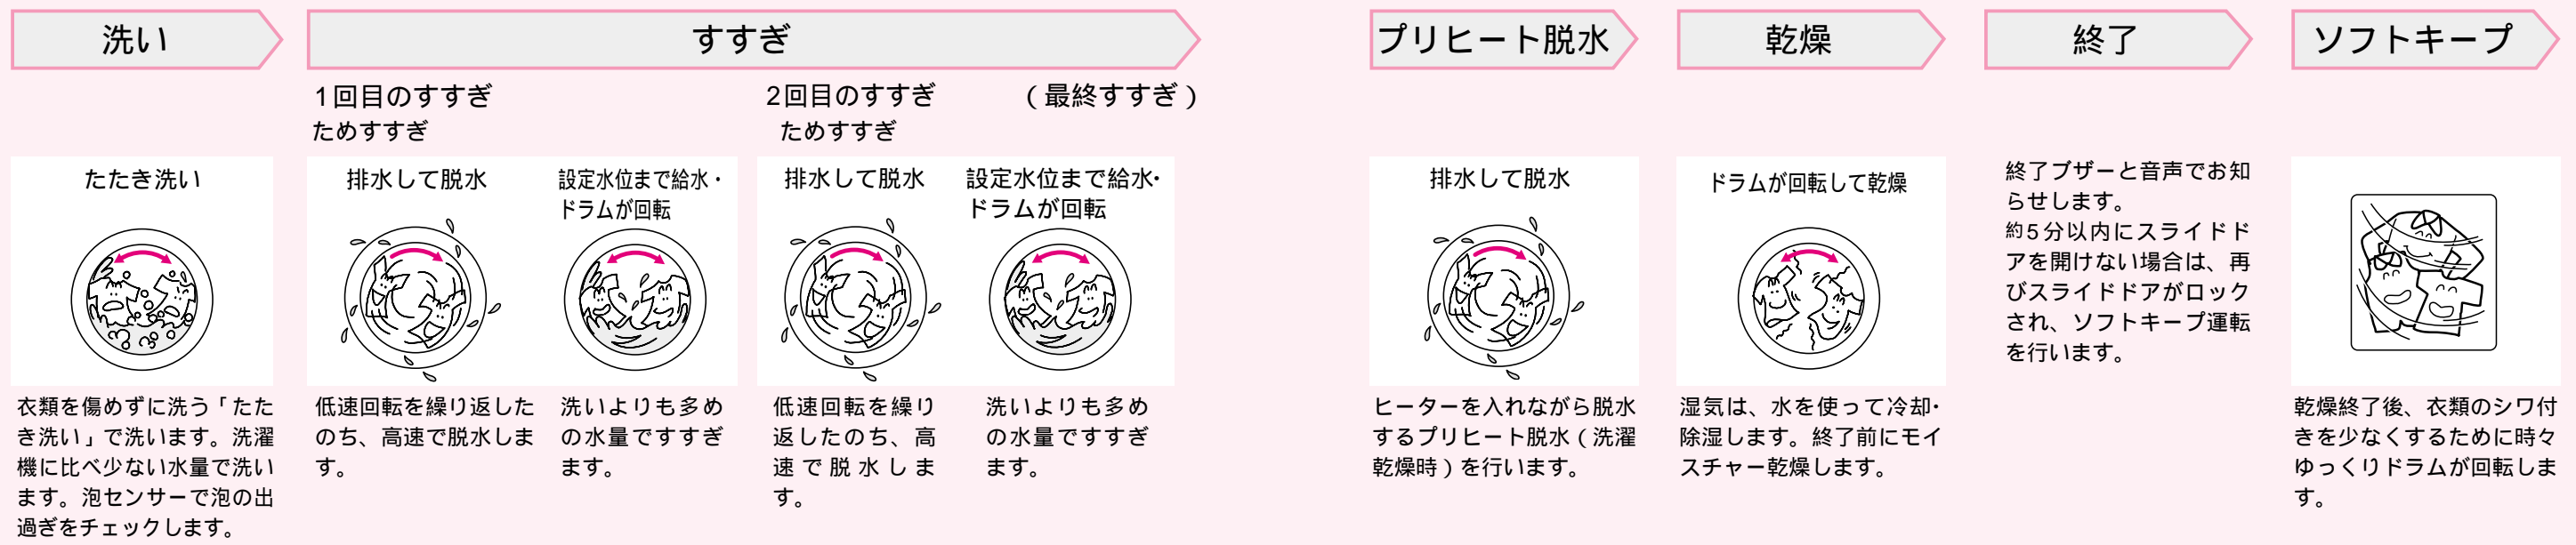 洗い
すすぎ
プリヒート脱水
乾燥
終了
ソフトキープ
1回目のすすぎ
ためすすぎ
2回目のすすぎ
(最終すすぎ)
ためすすぎ
たたき洗い
衣類を傷めずに洗う「たた
き洗い」で洗います。洗濯
機に比べ少ない水量で洗い
ます。泡センサーで泡の出
過ぎをチェックします。
排水して脱水
低速回転を繰り返した
のち、高速で脱水しま
す。
設定水位まで給水・
ドラムが回転
洗いよりも多め
の水量ですすぎ
ます。
排水して脱水
低速回転を繰り
返したのち、高
速で脱水しま
す。
設定水位まで給水・
ドラムが回転
洗いよりも多め
の水量ですすぎ
ます。
排水して脱水
ヒーターを入れながら脱水
するプリヒート脱水(洗濯
乾燥時)を行います。
ドラムが回転して乾燥
湿気は、水を使って冷却・
除湿します。終了前にモイ
スチャー乾燥します。
終了ブザーと音声でお知
らせします。
約5分以内にスライドド
アを開けない場合は、再
びスライドドアがロック
され、ソフトキープ運転
を行います。
乾燥終了後、衣類のシワ付
きを少なくするために時々
ゆっくりドラムが回転しま
す。